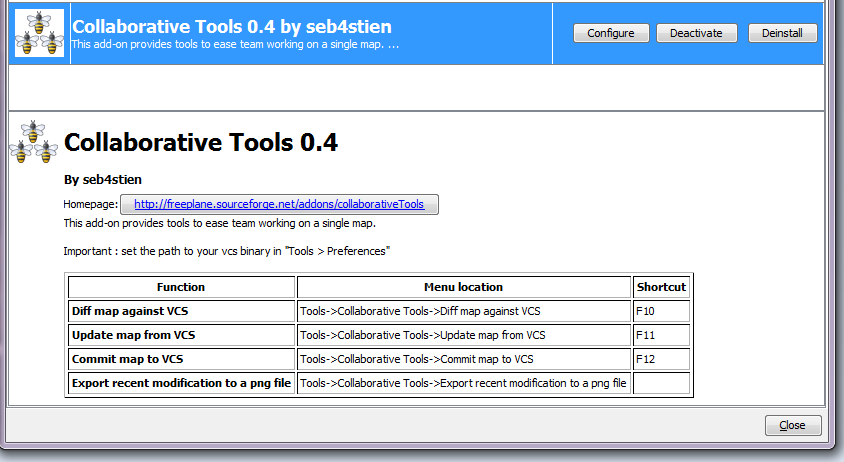 Collaborative Tools 0.4 by seb4stien
This add-on provides tools to ease team working on a single map. ...
Configure Deactivate Deinstall
Collaborative Tools 0.4
By seb4stien
Homepage: http://freeplane.sourceforge.net/addons/collaborativeTools
This add-on provides tools to ease team working on a single map.
Important : set the path to your vcs binary in "Tools > Preferences"
Function Menu location Shortcut
Diff map against VCS Tools->Collaborative Tools->Diff map against VCS F10
Update map from VCS Tools->Collaborative Tools->Update map from VCS F11
Commit map to VCS Tools->Collaborative Tools->Commit map to VCS F12
Export recent modification to a png file Tools->Collaborative Tools->Export recent modification to a png file
Close